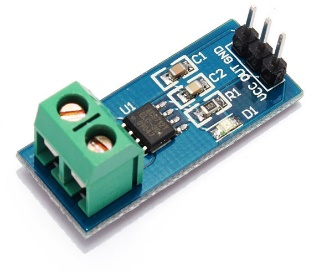 C1
C2
R1
D1
U1
VCC OUT GND